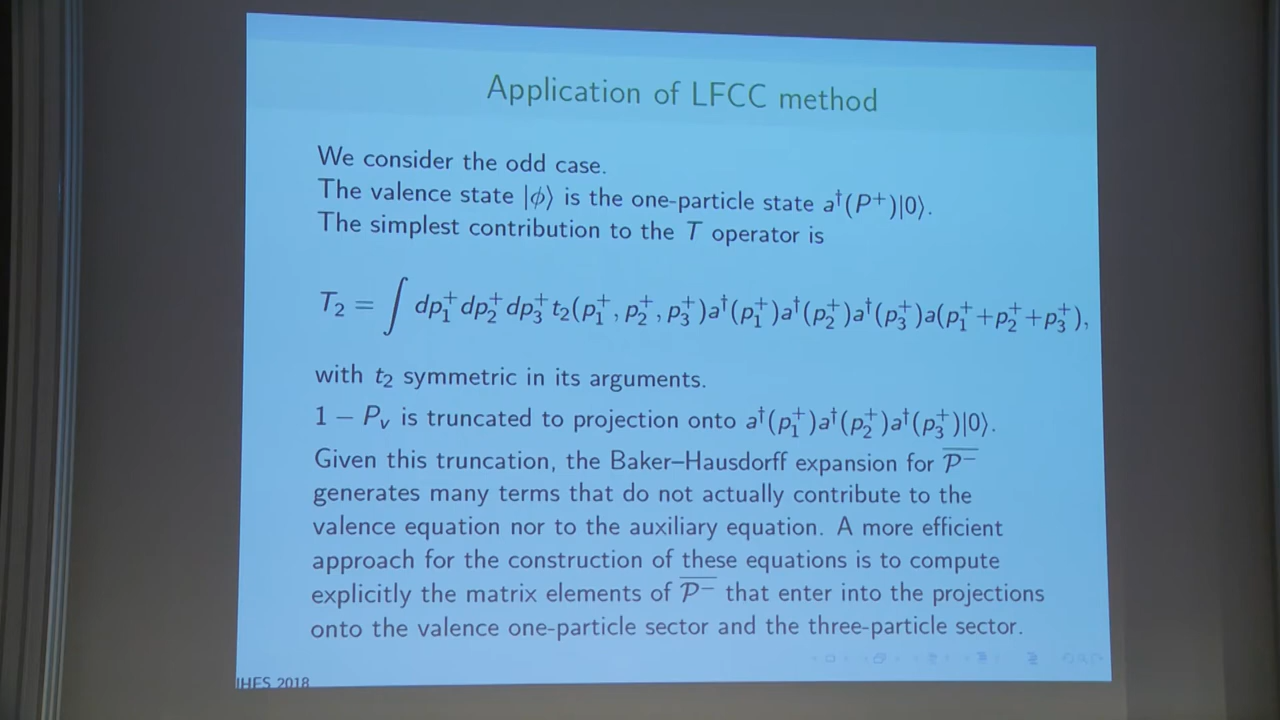 Application of LFCC method
We consider the odd case.
The valence state |ϕ⟩ is the one-particle state a†(P⁺)|0⟩.
The simplest contribution to the T operator is
T₂ = ∫ dp₁⁺dp₂⁺dp₃⁺t₂(p₁⁺, p₂⁺, p₃⁺)a†(p₁⁺)a†(p₂⁺)a†(p₃⁺)a(p₁⁺+p₂⁺+p₃⁺),
with t₂ symmetric in its arguments.
1 − Pᵥ is truncated to projection onto a†(p₁⁺)a†(p₂⁺)a†(p₃⁺)|0⟩.
Given this truncation, the Baker–Hausdorff expansion for \overline{𝒫⁻}
generates many terms that do not actually contribute to the
valence equation nor to the auxiliary equation. A more efficient
approach for the construction of these equations is to compute
explicitly the matrix elements of \overline{𝒫⁻} that enter into the projections
onto the valence one-particle sector and the three-particle sector.
IHES 2018